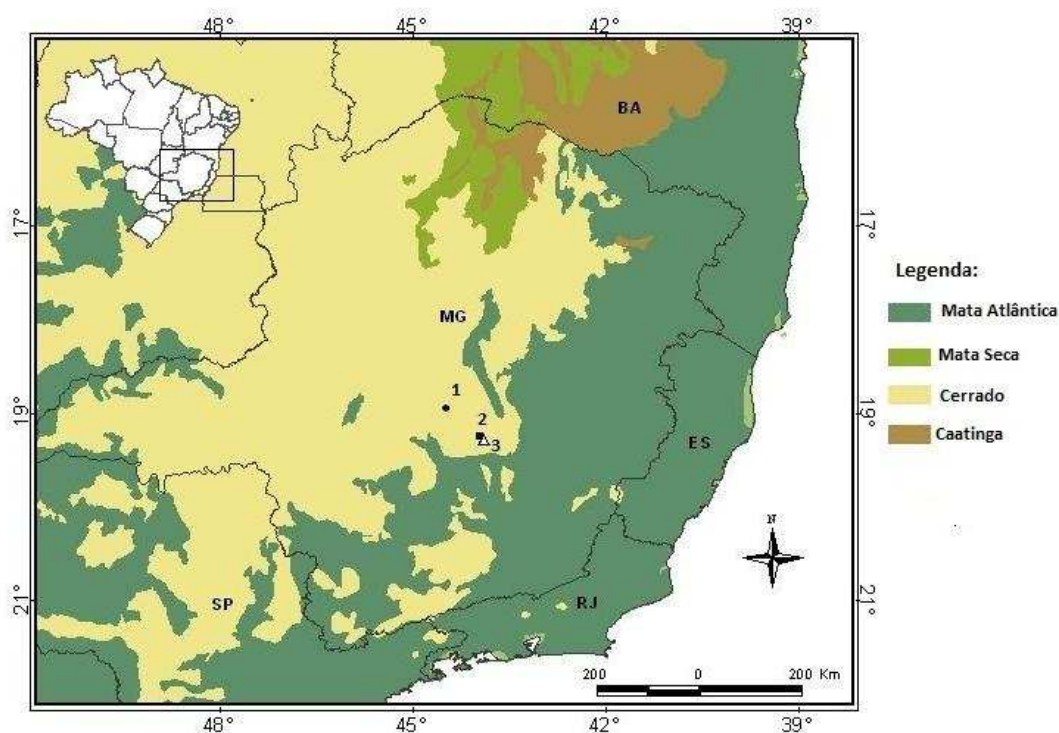 48° 45° 42° 39°
BA
17° 17°
Legenda:
Mata Atlântica
MG
Mata Seca
1
Cerrado
19° 19°
2
3
Caatinga
ES
N
21° 21°
SP
RJ
200 0 200 Km
48° 45° 42° 39°